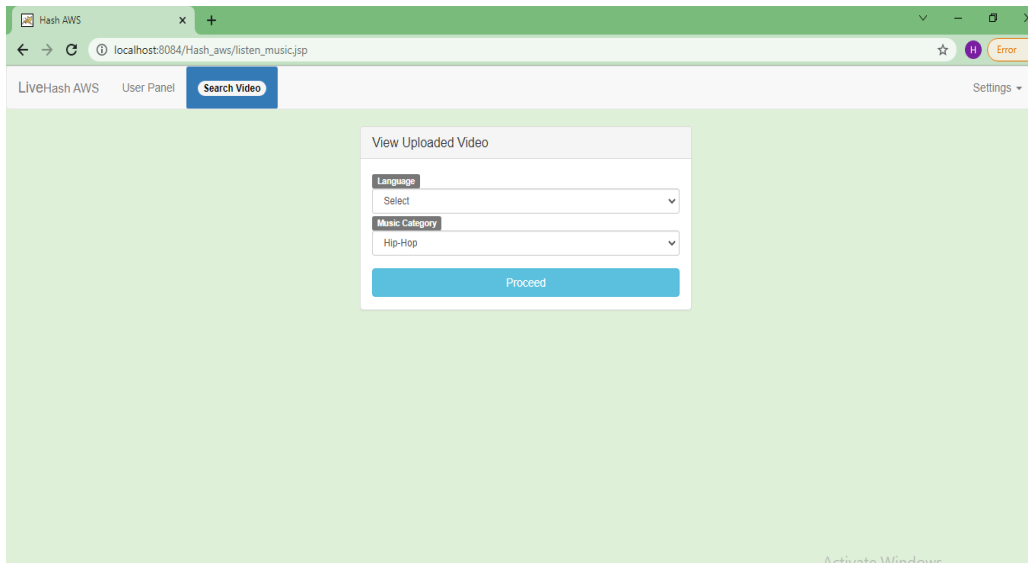 Hash AWS
localhost:8084/Hash_aws/listen_music.jsp
H
Error
LiveHash AWS User Panel Search Video Settings
View Uploaded Video
Language
Select
Music Category
Hip-Hop
Proceed
Activate Windows